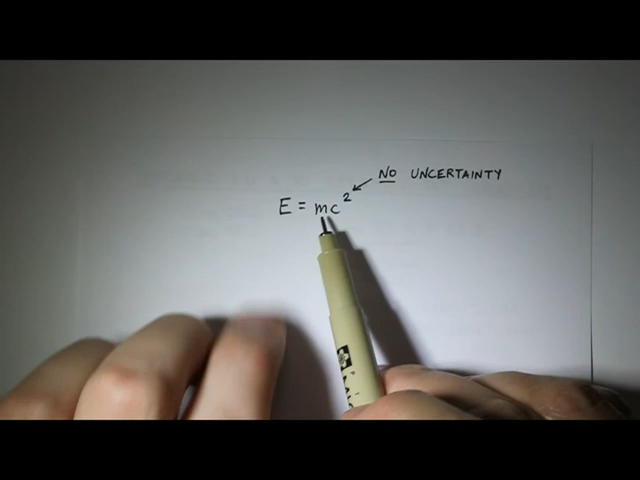 NO UNCERTAINTY
E = mc²